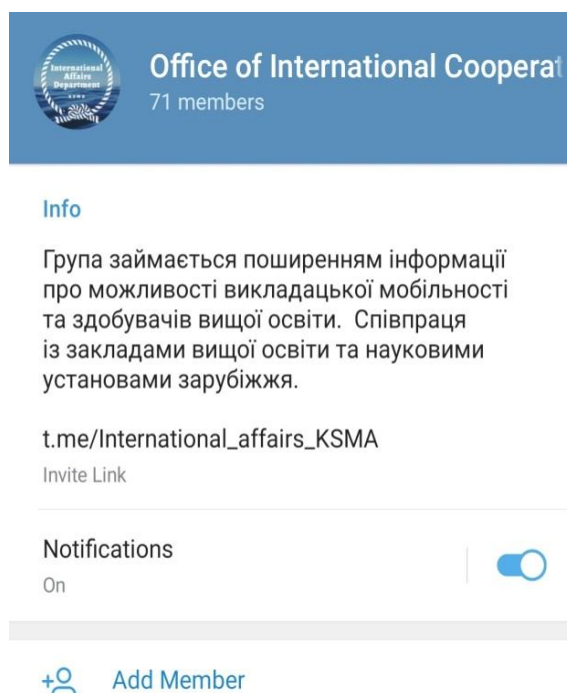 International
Affairs
Department
KSMA
Office of International Cooperat
71 members
Info
Група займається поширенням інформації
про можливості викладацької мобільності
та здобувачів вищої освіти. Співпраця
із закладами вищої освіти та науковими
установами зарубіжжя.
t.me/International_affairs_KSMA
Invite Link
Notifications
On
Add Member